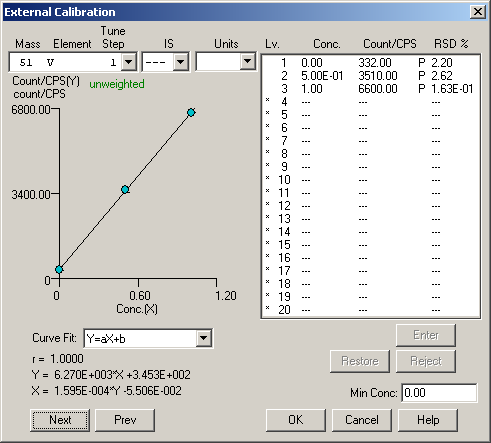 External Calibration
Mass Element Tune Step IS Units
51 V 1 ---
Count/CPS(Y) unweighted
count/CPS
6800.00
3400.00
0
0 0.60 1.20
Conc.(X)
Lv. Conc. Count/CPS RSD %
1 0.00 332.00 P 2.20
2 5.00E-01 3510.00 P 2.62
3 1.00 6600.00 P 1.63E-01
* 4 --- --- ---
* 5 --- --- ---
* 6 --- --- ---
* 7 --- --- ---
* 8 --- --- ---
* 9 --- --- ---
* 10 --- --- ---
* 11 --- --- ---
* 12 --- --- ---
* 13 --- --- ---
* 14 --- --- ---
* 15 --- --- ---
* 16 --- --- ---
* 17 --- --- ---
* 18 --- --- ---
* 19 --- --- ---
* 20 --- --- ---
Curve Fit: Y=aX+b
r = 1.0000
Y = 6.270E+003*X +3.453E+002
X = 1.595E-004*Y -5.506E-002
Enter
Restore Reject
Min Conc: 0.00
Next Prev OK Cancel Help